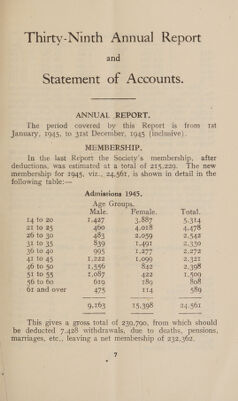 Thirty-Ninth Annual Report
and
Statement of Accounts.
ANNUAL REPORT.
The period covered by this Report is from 1st
January, 1945, to 31st December, 1945 (inclusive).
MEMBERSHIP.
In the last Report the Society's membership, after
deductions, was estimated at a total of 215,229. The new
membership for 1945, viz., 24,561, is shown in detail in the
following table:—
Admissions 1945.
Age Groups.
Male. Female. Total.
14 to 20 1,427 3,887 5,314
21 to 25 460 4,018 4,478
26 to 30 483 2,059 2,542
31 to 35 839 1,491 2,330
36 to 40 995 1,277 2,272
41 to 45 1,222 1,099 2,321
46 to 50 1,556 842 2,398
51 to 55 1,087 422 1,509
56 to 60 619 189 808
61 and over 475 114 589
9,163 15,398 24,561
This gives a gross total of 239,790, from which should
be deducted 7,428 withdrawals, due to deaths, pensions,
marriages, etc., leaving a net membership of 232,362.
7